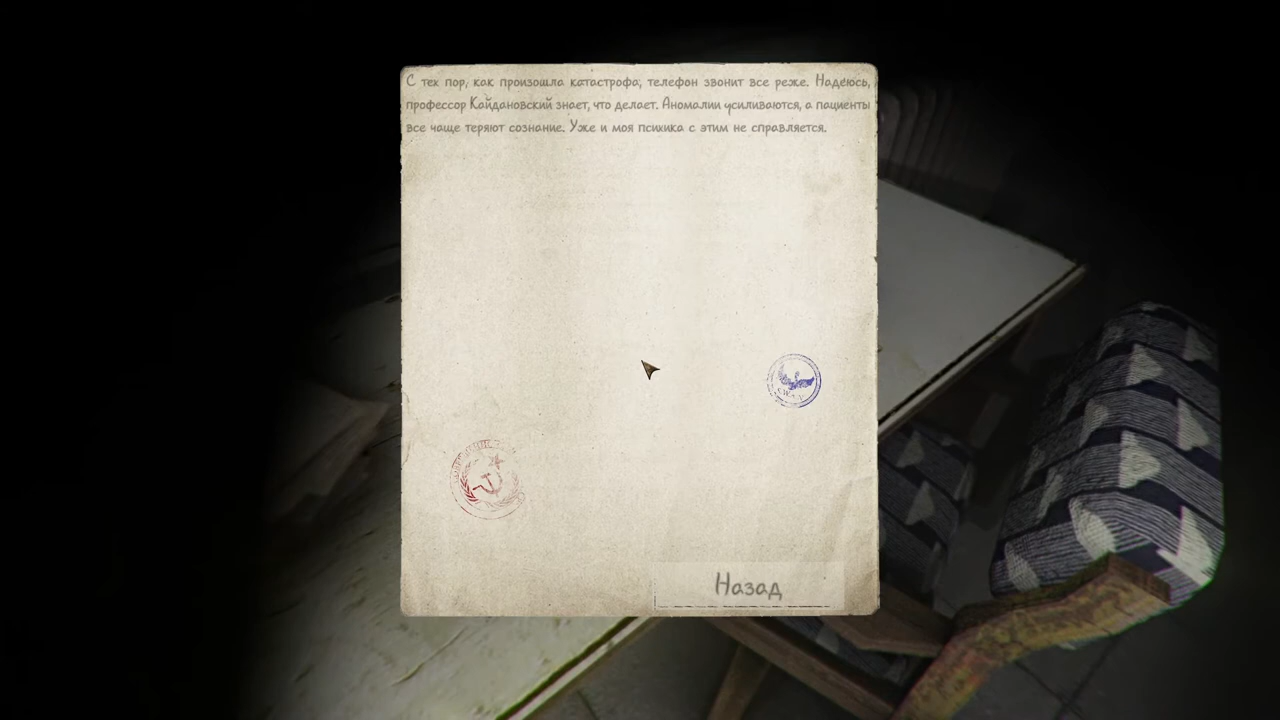 С тех пор, как произошла катастрофа, телефон звонит все реже. Надеюсь,
профессор Кайдановский знает, что делает. Аномалии усиливаются, а пациенты
все чаще теряют сознание. Уже и моя психика с этим не справляется.
Назад